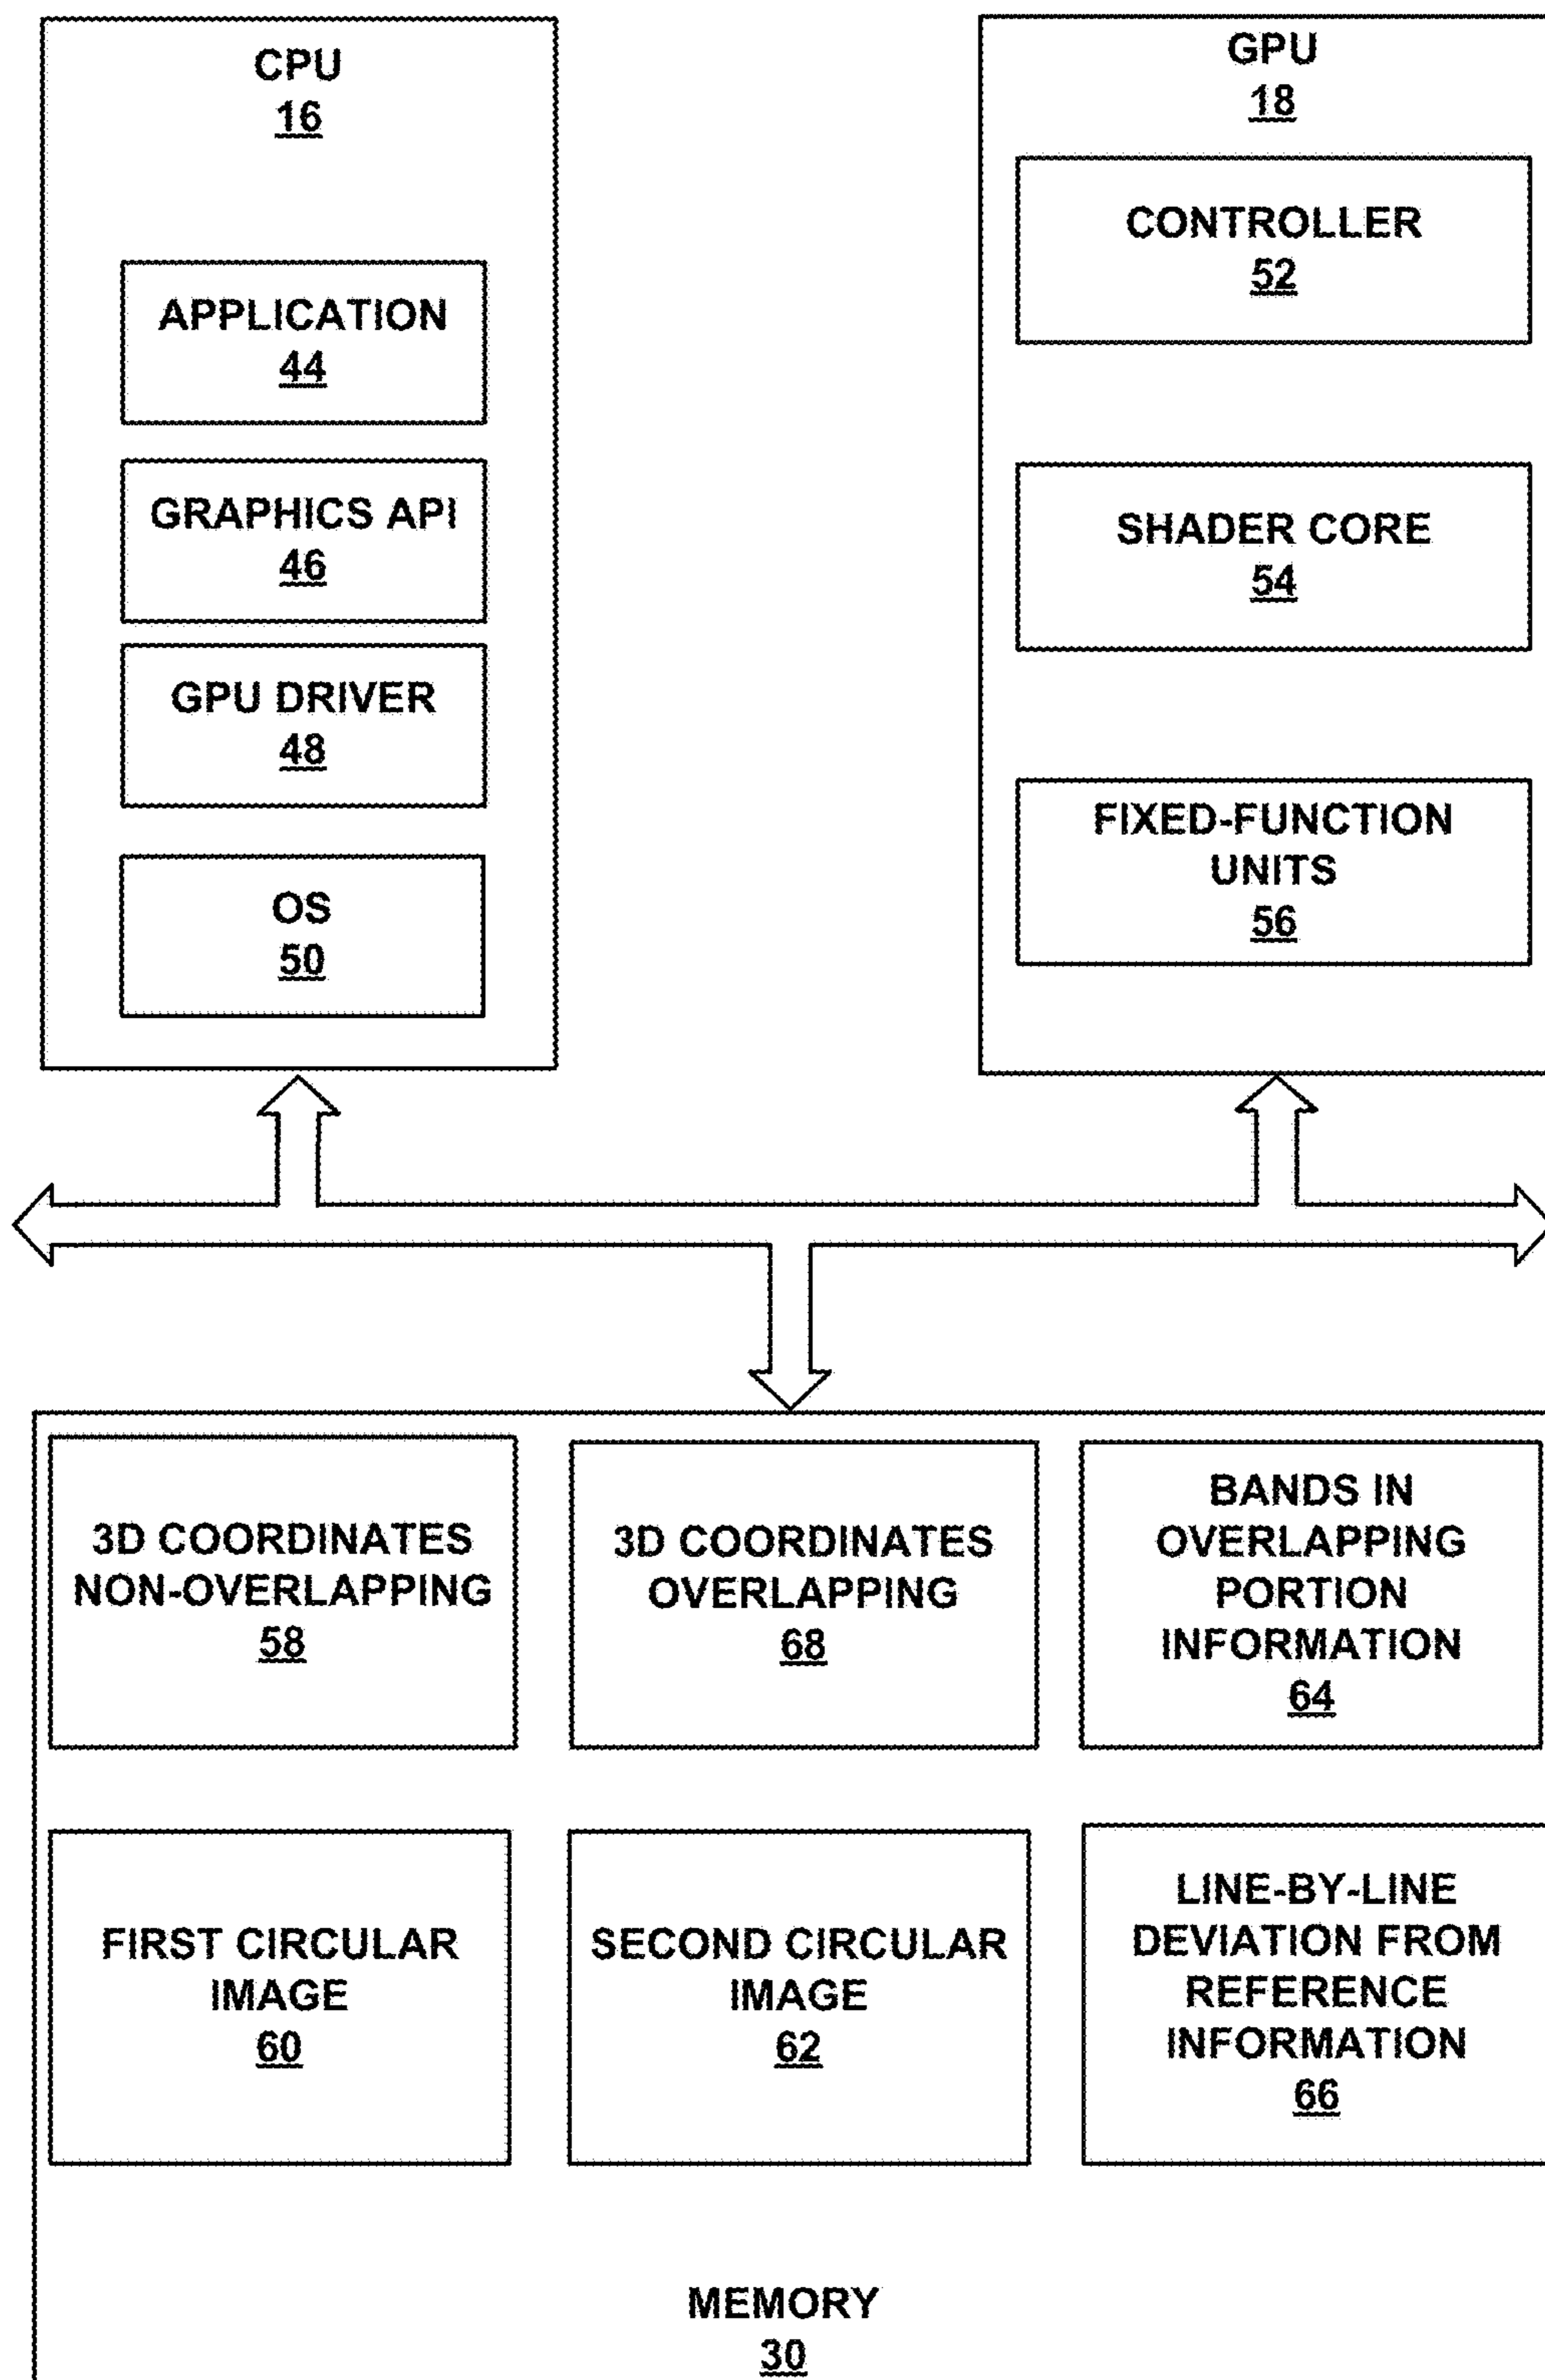 CPU
16
APPLICATION
44
GRAPHICS API
46
GPU DRIVER
48
OS
50
GPU
18
CONTROLLER
52
SHADER CORE
54
FIXED-FUNCTION
UNITS
56
3D COORDINATES
NON-OVERLAPPING
58
3D COORDINATES
OVERLAPPING
68
BANDS IN
OVERLAPPING
PORTION
INFORMATION
64
FIRST CIRCULAR
IMAGE
60
SECOND CIRCULAR
IMAGE
62
LINE-BY-LINE
DEVIATION FROM
REFERENCE
INFORMATION
66
MEMORY
30